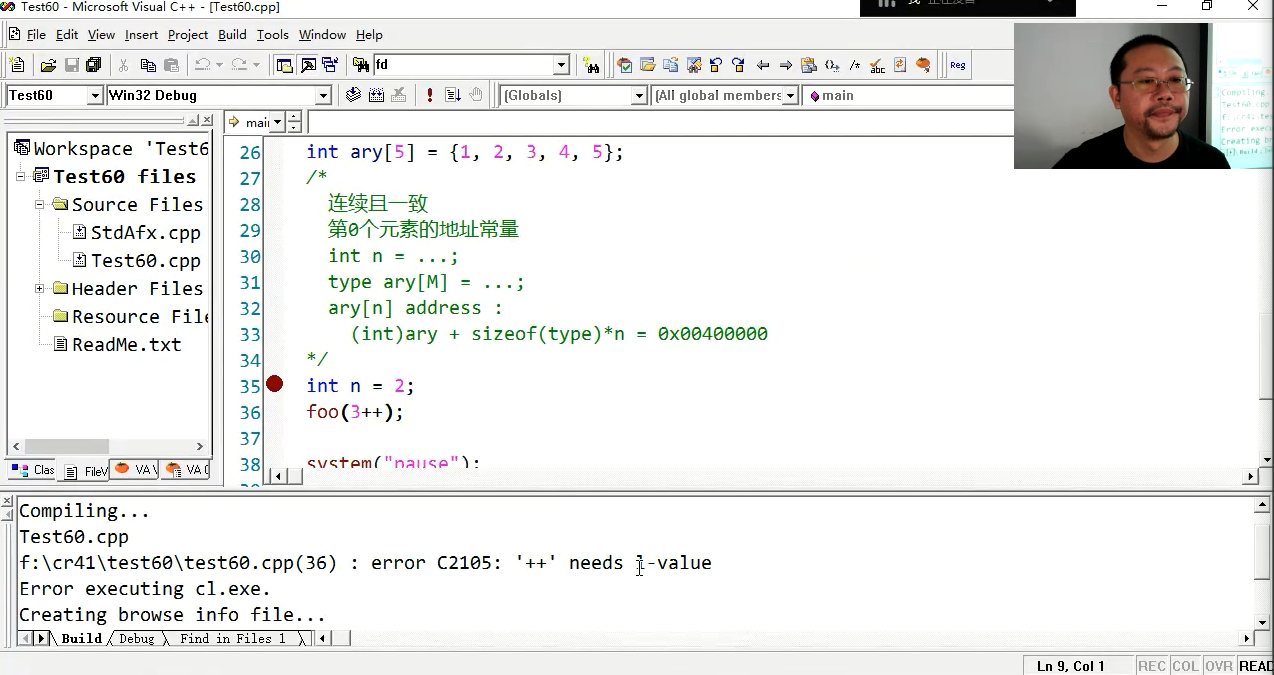 Test60 - Microsoft Visual C++ - [Test60.cpp]
File Edit View Insert Project Build Tools Window Help
fd
Reg
Test60 Win32 Debug [Globals] [All global members main
main
Workspace 'Test6
Test60 files
Source Files
StdAfx.cpp
Test60.cpp
Header Files
Resource File
ReadMe.txt
Clas FileV VA V VA O
26 int ary[5] = {1, 2, 3, 4, 5};
27 /*
28 连续且一致
29 第0个元素的地址常量
30 int n = ...;
31 type ary[M] = ...;
32 ary[n] address :
33 (int)ary + sizeof(type)*n = 0x00400000
34 */
35 int n = 2;
36 foo(3++);
37
38 system("pause");
Compiling...
Test60.cpp
f:\cr41\test60\test60.cpp(36) : error C2105: '++' needs l-value
Error executing cl.exe.
Creating browse info file...
Build Debug Find in Files 1
Ln 9, Col 1 REC COL OVR READ